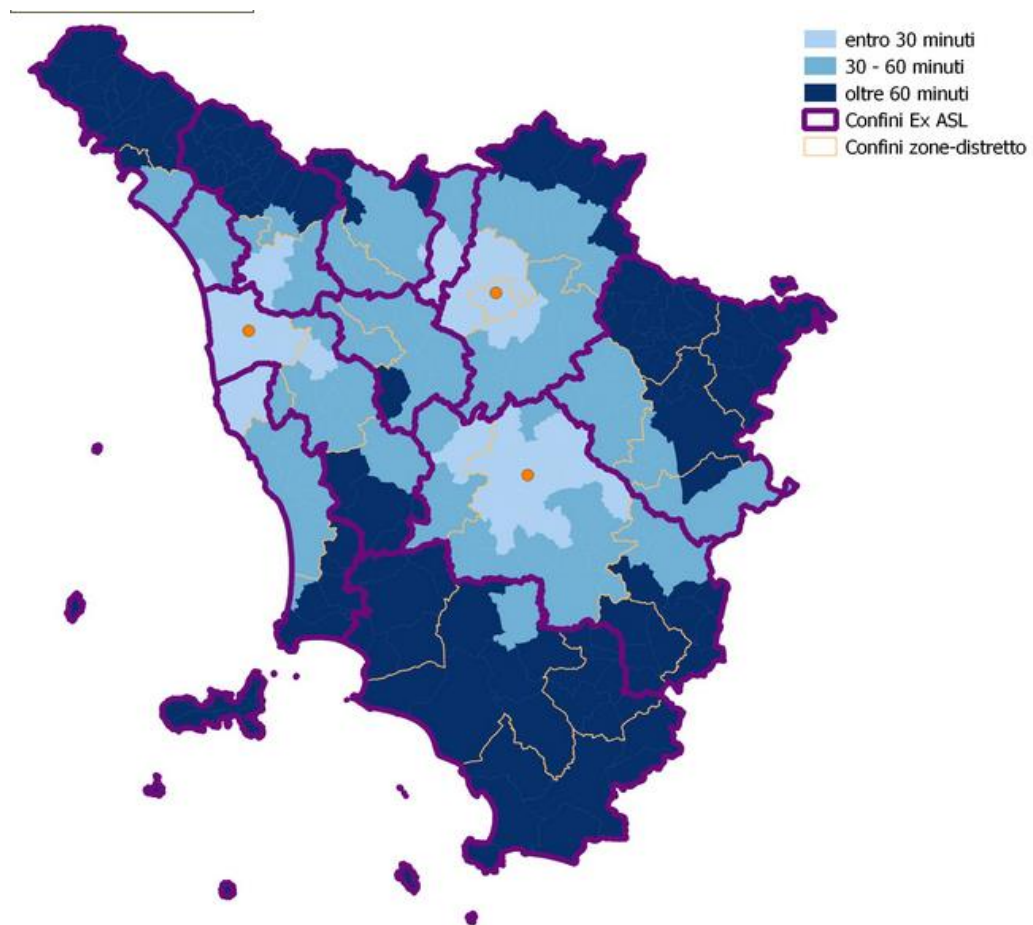 entro 30 minuti
30 - 60 minuti
oltre 60 minuti
Confini Ex ASL
Confini zone-distretto